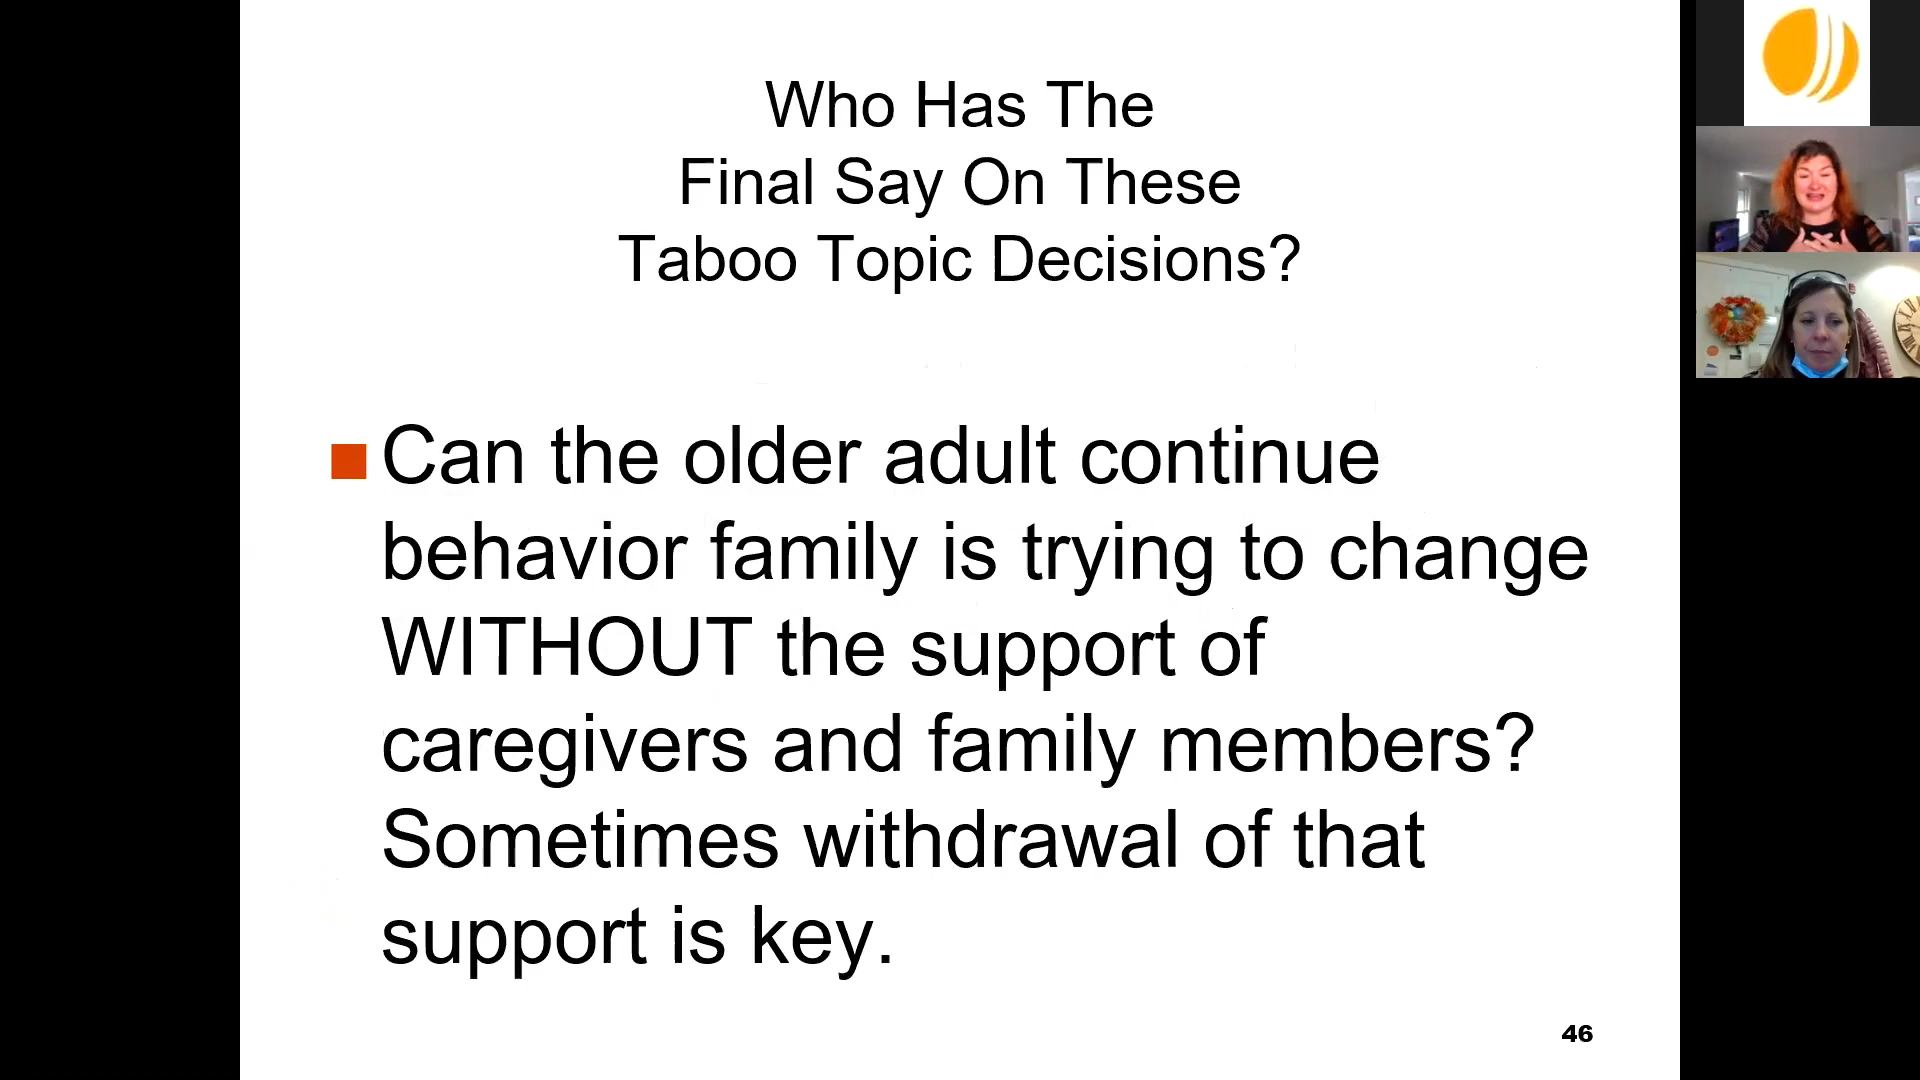 Who Has The
Final Say On These
Taboo Topic Decisions?
Can the older adult continue
behavior family is trying to change
WITHOUT the support of
caregivers and family members?
Sometimes withdrawal of that
support is key.
46